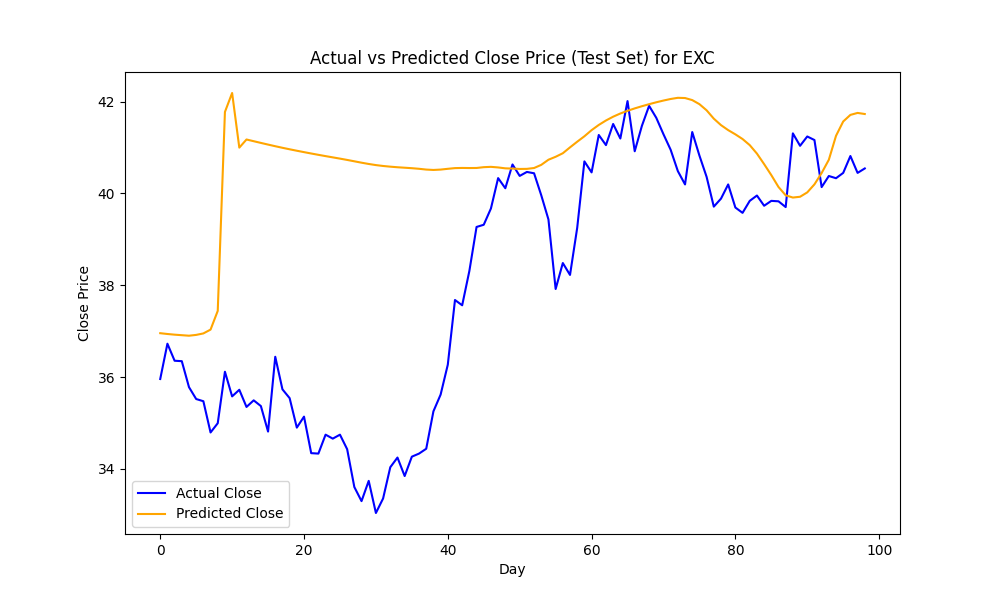 Actual vs Predicted Close Price (Test Set) for EXC
Close Price
42
40
38
36
34
Actual Close
Predicted Close
0 20 40 60 80 100
Day